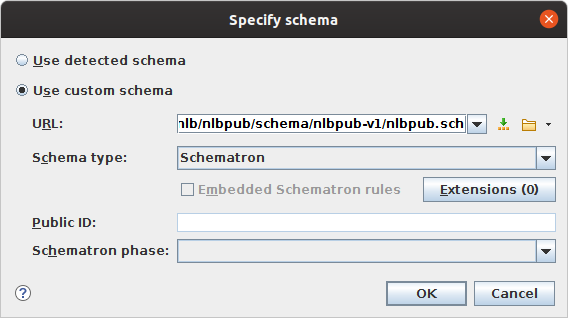 Specify schema
Use detected schema
Use custom schema
URL: nlb/nlbpub/schema/nlbpub-v1/nlbpub.sch
Schema type: Schematron
Embedded Schematron rules Extensions (0)
Public ID:
Schematron phase:
? OK Cancel